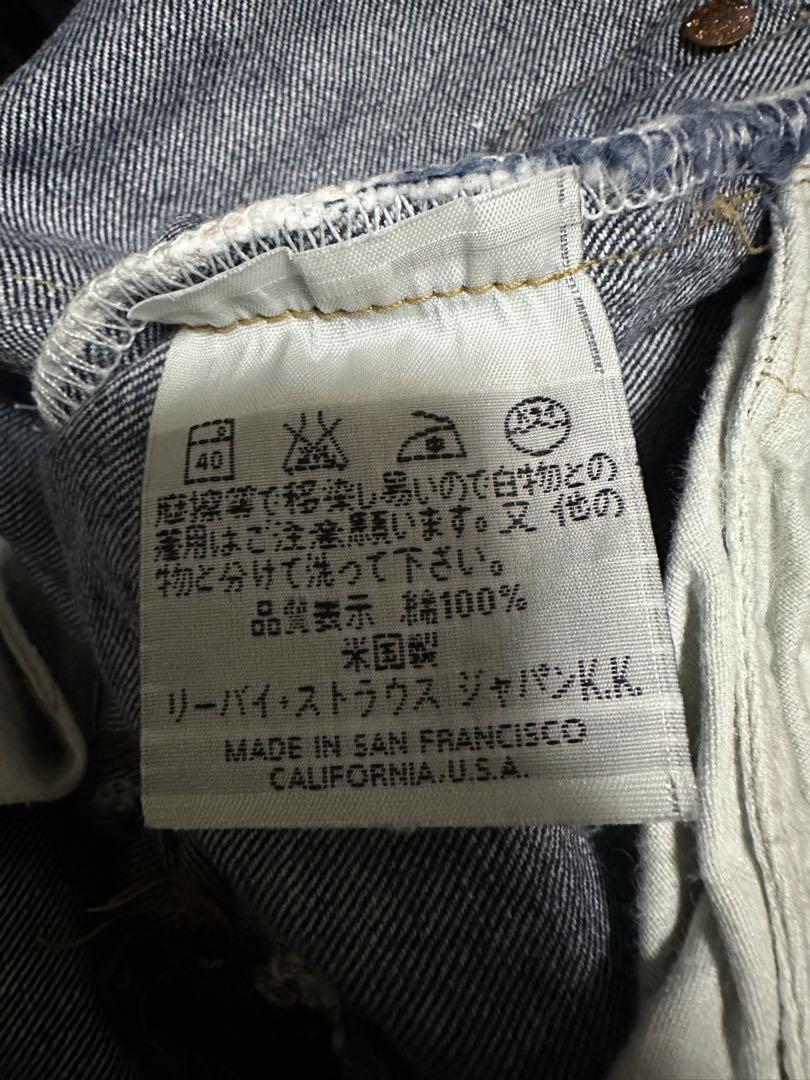 40
摩擦等で移染し易いので白物との
着用はご注意願います。又 他の
物と分けて洗って下さい。
品質表示 綿100%
米国製
リーバイ・ストラウス ジャパンK.K.
MADE IN SAN FRANCISCO
CALIFORNIA,U.S.A.